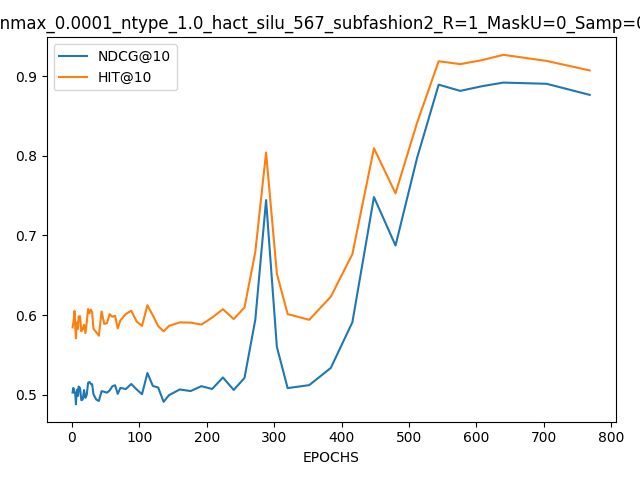 nmax_0.0001_ntype_1.0_hact_silu_567_subfashion2_R=1_MaskU=0_Samp=0
NDCG@10
HIT@10
0.9
0.8
0.7
0.6
0.5
0 100 200 300 400 500 600 700 800
EPOCHS